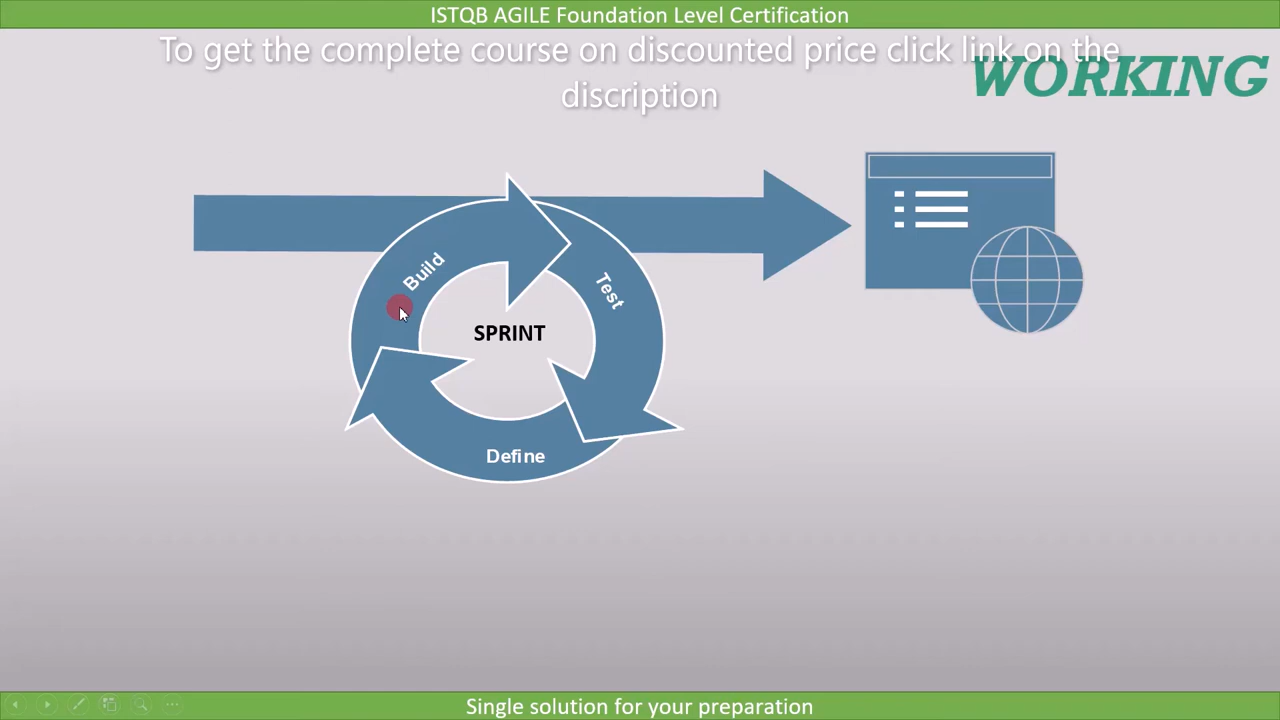 ISTQB AGILE Foundation Level Certification
To get the complete course on discounted price click link on the
discription
WORKING
Build
Test
SPRINT
Define
Single solution for your preparation